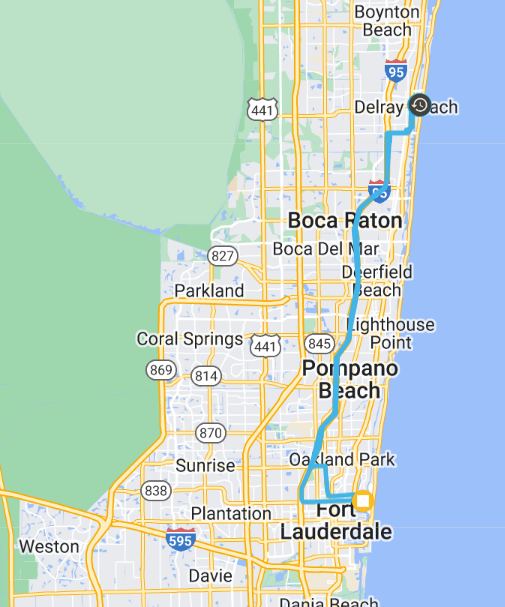 Boynton
Beach
95
441
Delray
ach
95
Boca Raton
827
Boca Del Mar
Deerfield
Beach
Parkland
Lighthouse
Point
Coral Springs
441
845
869
814
Pompano
Beach
870
Oakland Park
Sunrise
838
Plantation
Fort
Lauderdale
595
Weston
Davie
Dania Beach